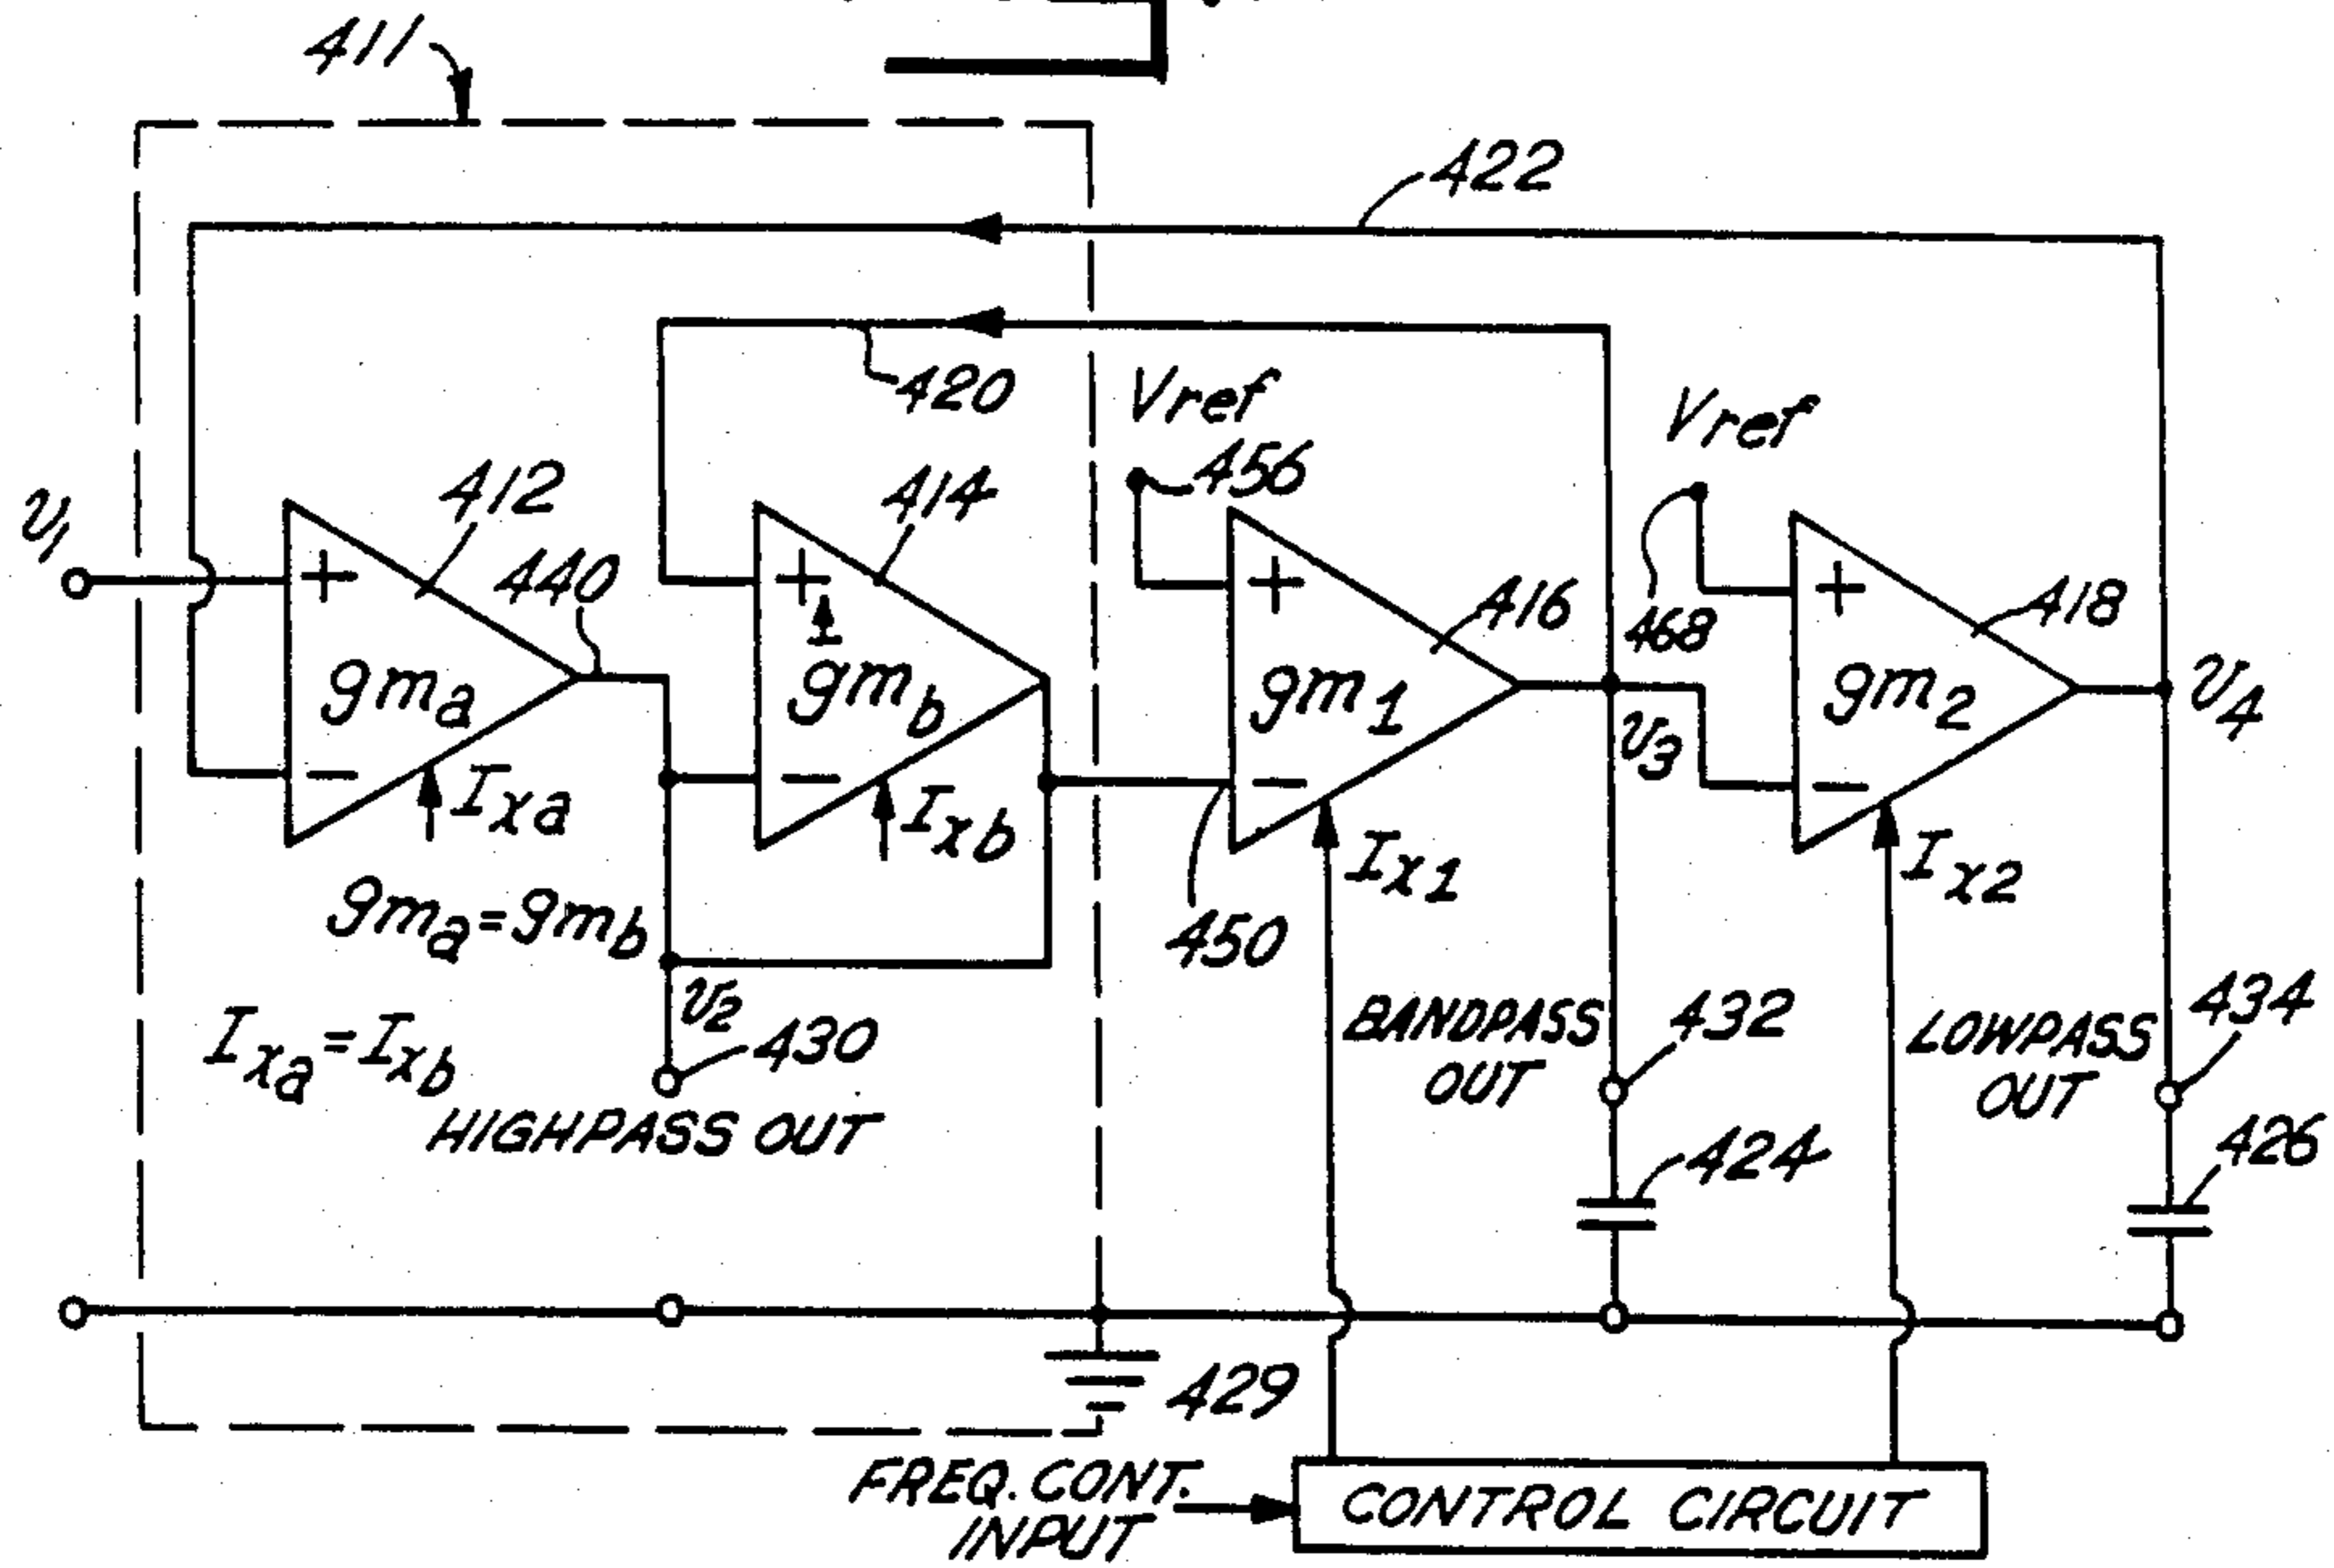 411
422
420
Vref
456
Vref
468
v1
412
440
414
416
418
+
+
+
+
gma
gmb
gm1
gm2
v3
v4
−
−
−
−
Ixa
Ixb
Ix1
Ix2
gma=gmb
450
v2
430
Ixa=Ixb
HIGHPASS OUT
BANDPASS
OUT
432
LOWPASS
OUT
434
424
426
429
FREQ. CONT.
INPUT
CONTROL CIRCUIT